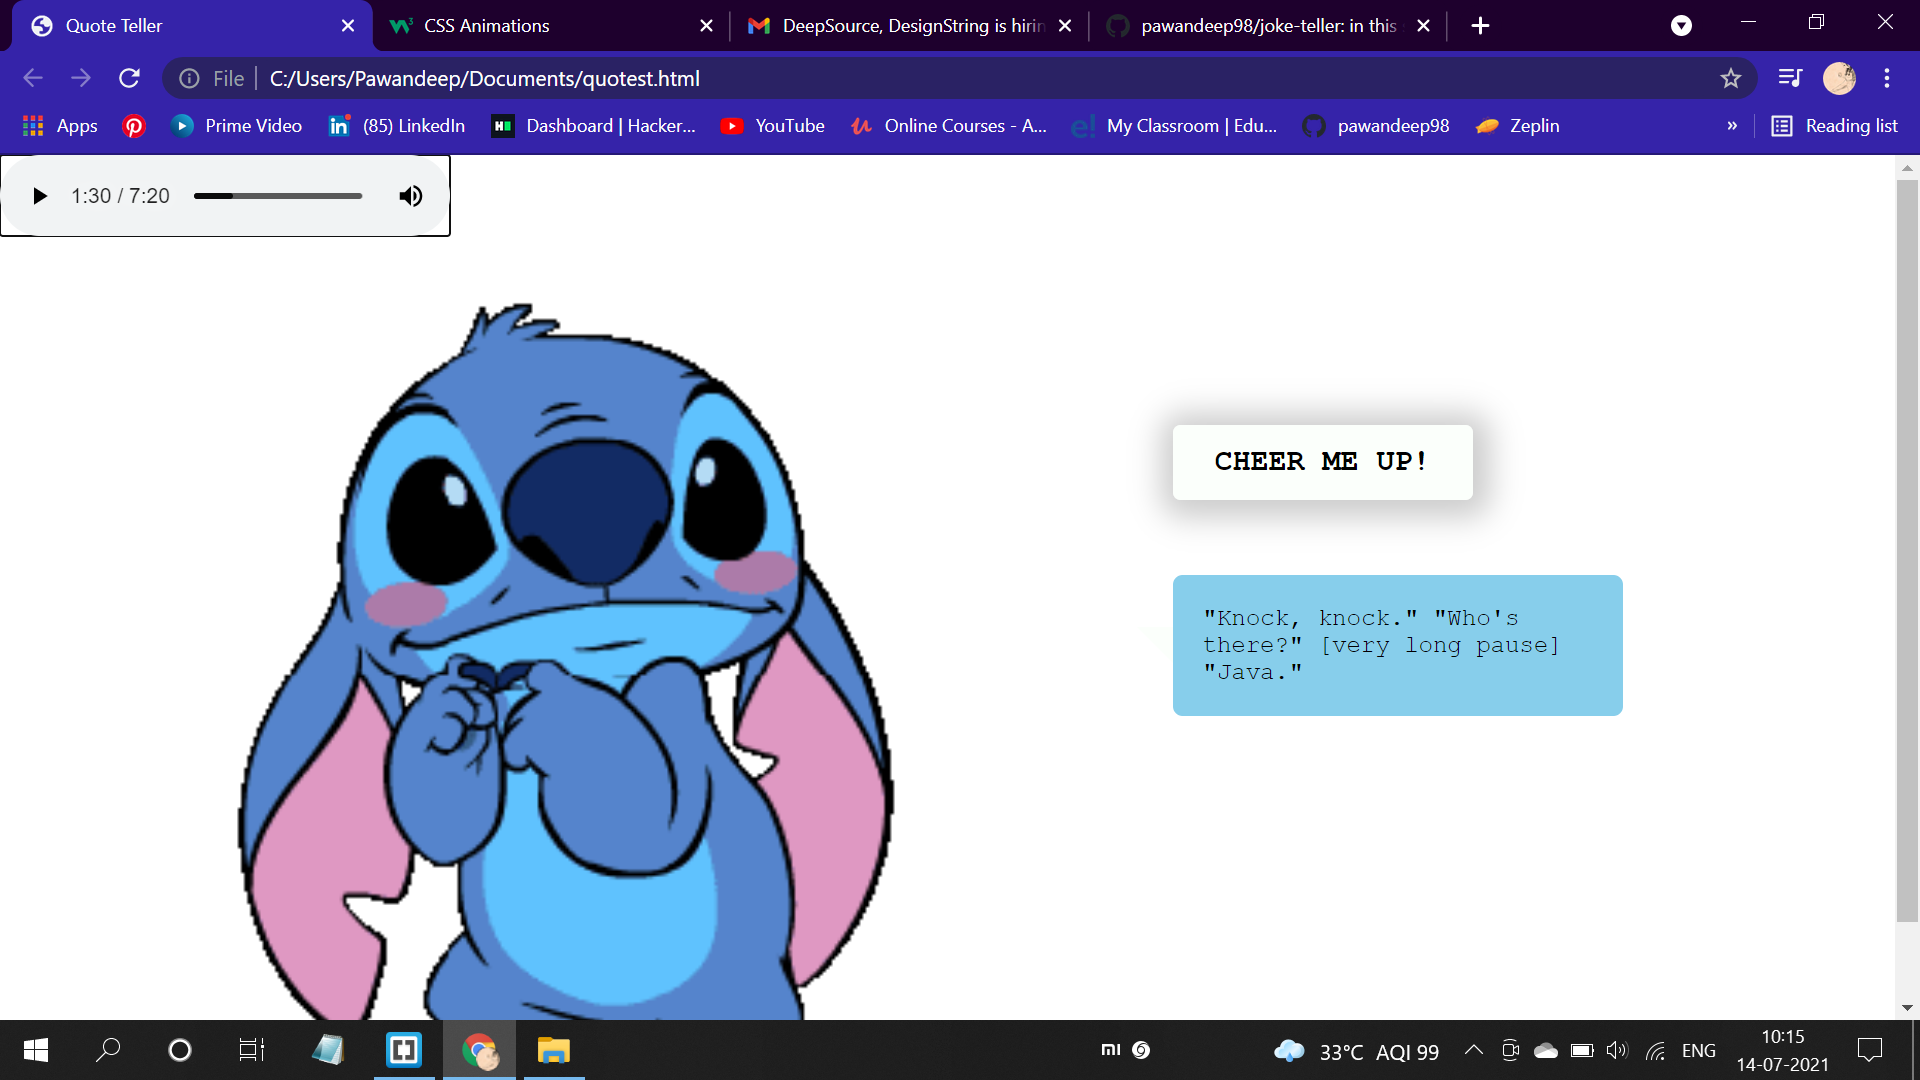 Quote Teller
CSS Animations
DeepSource, DesignString is hirin
pawandeep98/joke-teller: in this
File
C:/Users/Pawandeep/Documents/quotest.html
Apps
Prime Video
in
(85) LinkedIn
Dashboard | Hacker...
YouTube
Online Courses - A...
My Classroom | Edu...
pawandeep98
Zeplin
»
Reading list
1:30 / 7:20
CHEER ME UP!
"Knock, knock." "Who's
there?" [very long pause]
"Java."
33°C AQI 99
ENG
10:15
14-07-2021